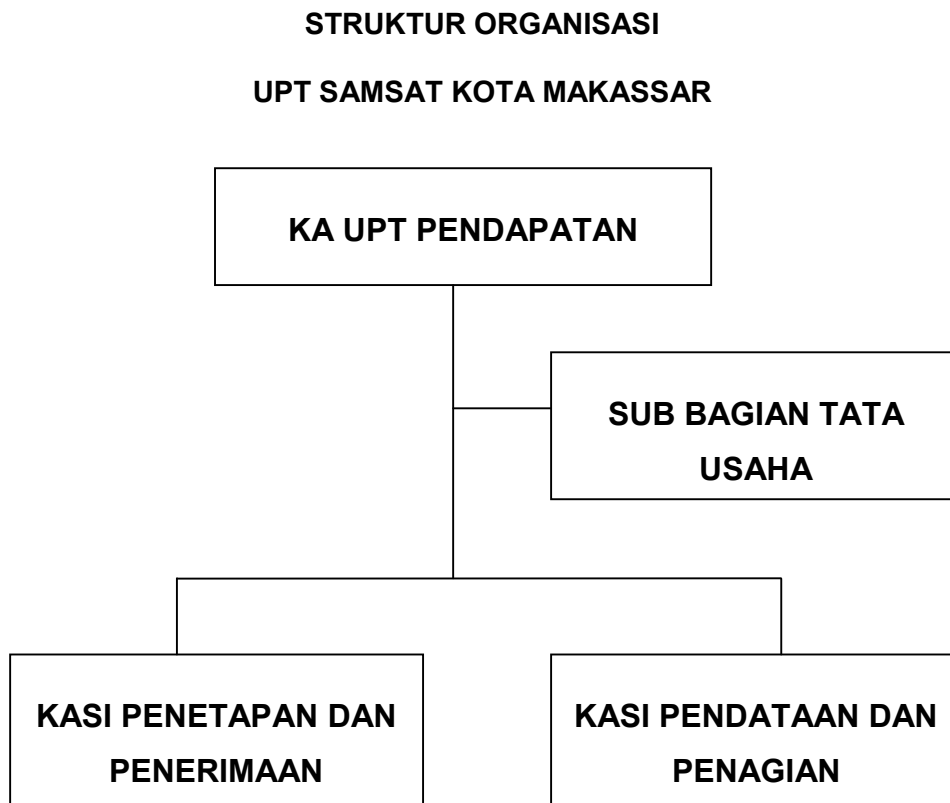 STRUKTUR ORGANISASI
UPT SAMSAT KOTA MAKASSAR
KA UPT PENDAPATAN
SUB BAGIAN TATA
USAHA
KASI PENETAPAN DAN
PENERIMAAN
KASI PENDATAAN DAN
PENAGIAN